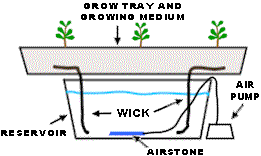 GROW TRAY AND
GROWING MEDIUM
AIR
PUMP
WICK
RESERVOIR
AIRSTONE